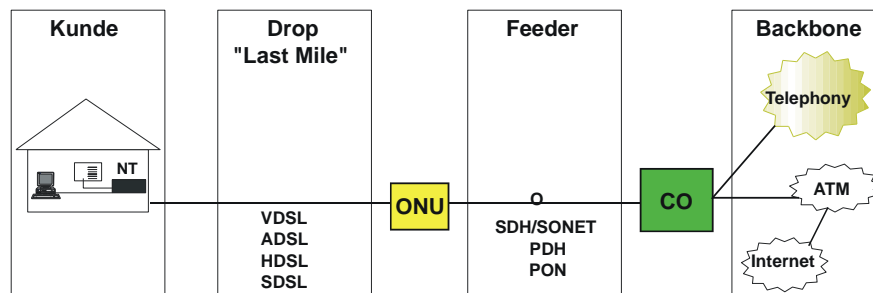 Kunde
Drop
"Last Mile"
Feeder
Backbone
Telephony
NT
ONU
O
CO
ATM
VDSL
ADSL
HDSL
SDSL
SDH/SONET
PDH
PON
Internet